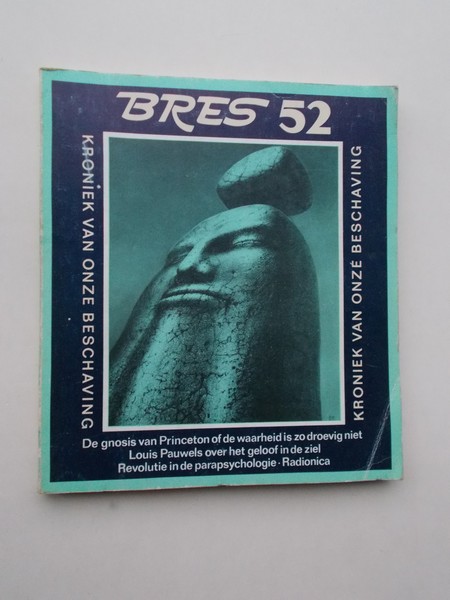 BRES 52
KRONIEK VAN ONZE BESCHAVING
KRONIEK VAN ONZE BESCHAVING
De gnosis van Princeton of de waarheid is zo droevig niet
Louis Pauwels over het geloof in de ziel
Revolutie in de parapsychologie · Radionica